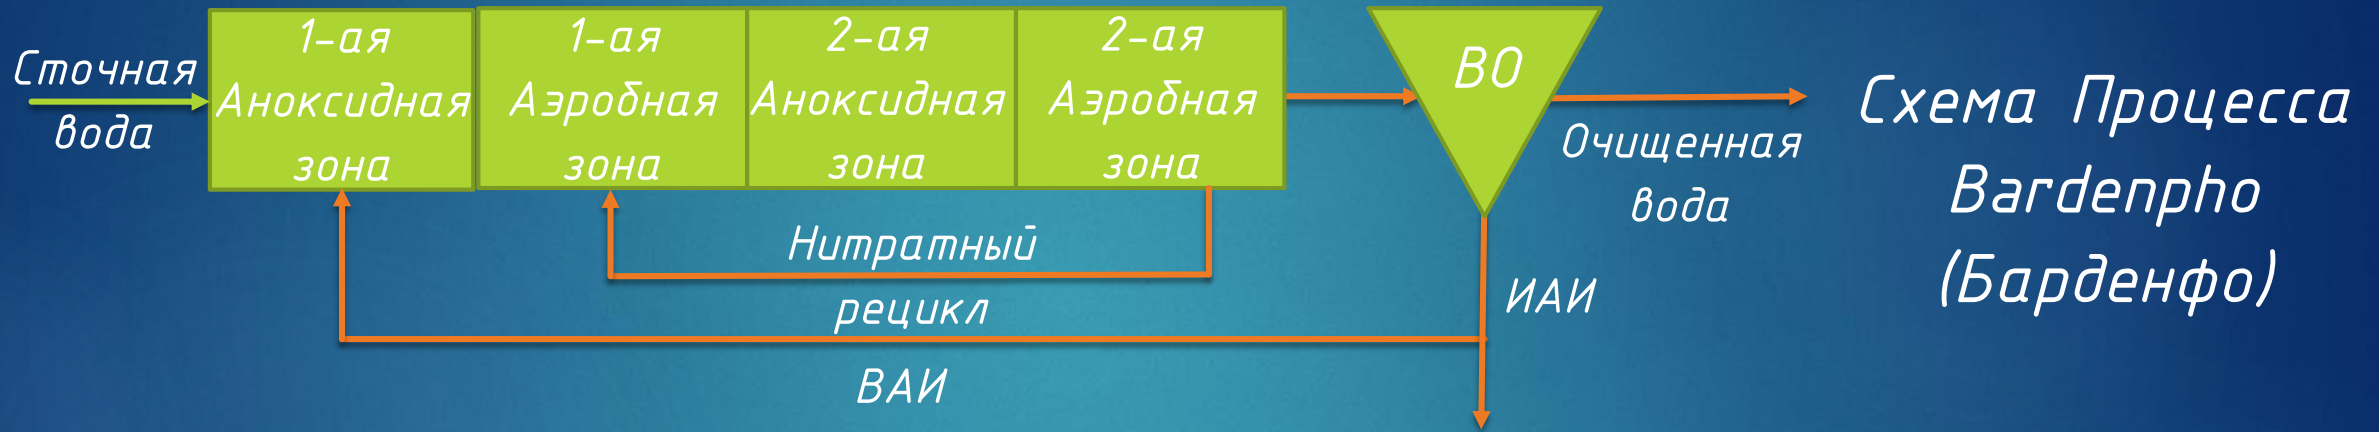 Сточная
вода
1-ая
Аноксидная
зона
1-ая
Аэробная
зона
2-ая
Аноксидная
зона
2-ая
Аэробная
зона
ВО
Очищенная
вода
Нитратный
рецикл
ВАИ
ИАИ
Схема Процесса
Bardenpho
(Барденфо)